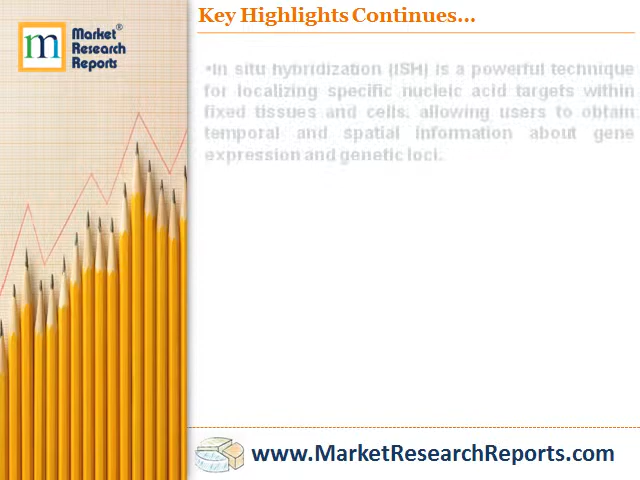 Key Highlights Continues...
m
Market®
Research
Reports
•In situ hybridization (ISH) is a powerful technique
for localizing specific nucleic acid targets within
fixed tissues and cells, allowing users to obtain
temporal and spatial information about gene
expression and genetic loci.
www.MarketResearchReports.com